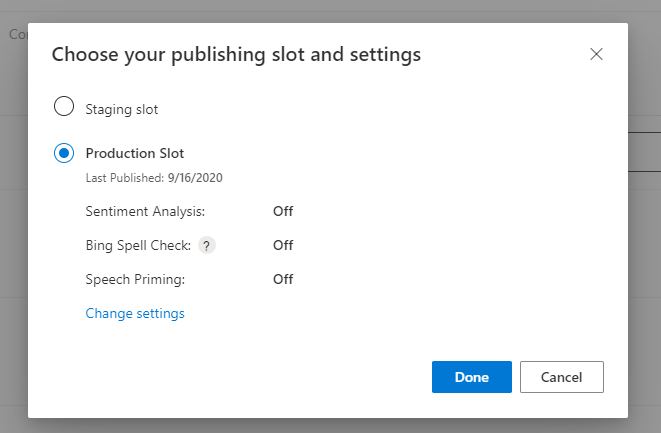 Choose your publishing slot and settings
Staging slot
Production Slot
Last Published: 9/16/2020
Sentiment Analysis: Off
Bing Spell Check: ? Off
Speech Priming: Off
Change settings
Done Cancel